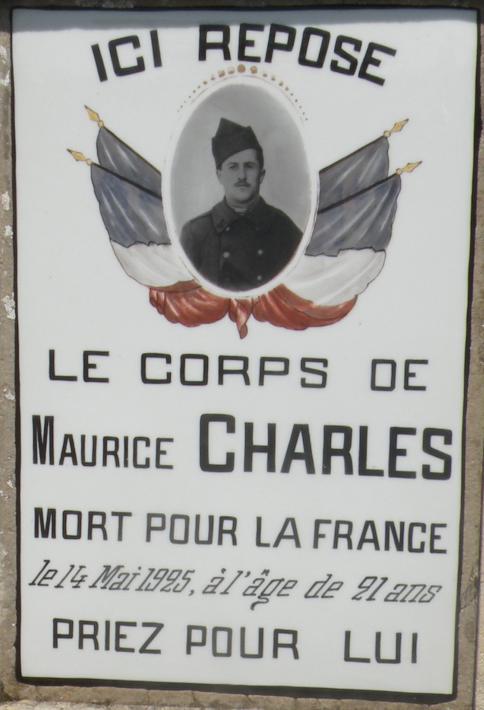 ICI REPOSE
LE CORPS DE
MAURICE CHARLES
MORT POUR LA FRANCE
le 14 Mai 1925, à l'âge de 21 ans
PRIEZ POUR LUI